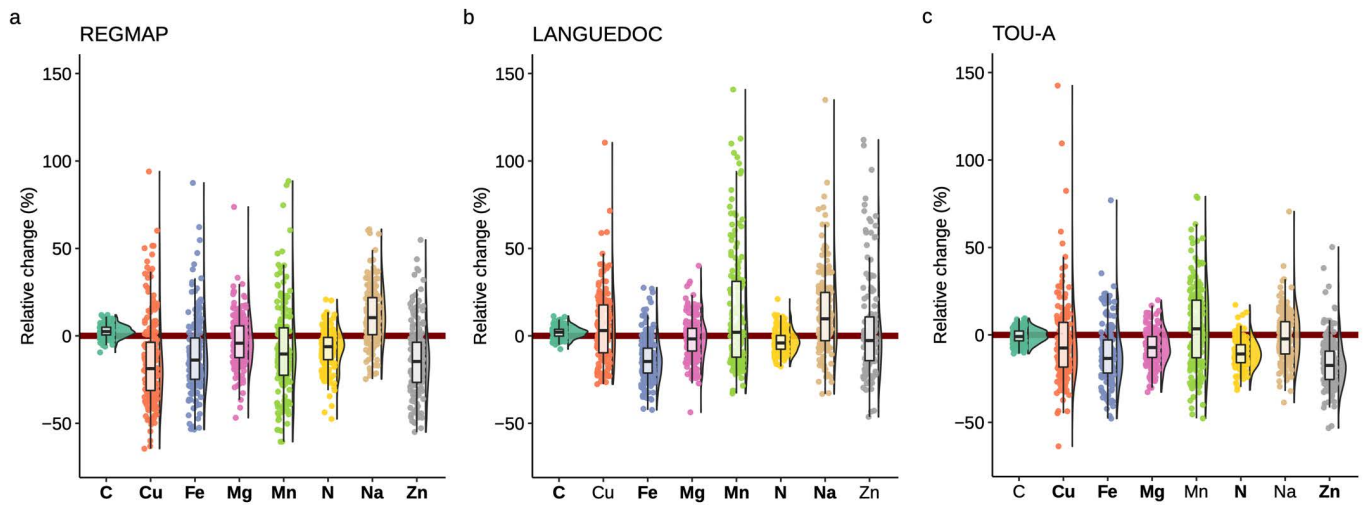 a
REGMAP
Relative change (%)
150
100
50
0
−50
C Cu Fe Mg Mn N Na Zn
b
LANGUEDOC
Relative change (%)
150
100
50
0
−50
C Cu Fe Mg Mn N Na Zn
c
TOU-A
Relative change (%)
150
100
50
0
−50
C Cu Fe Mg Mn N Na Zn